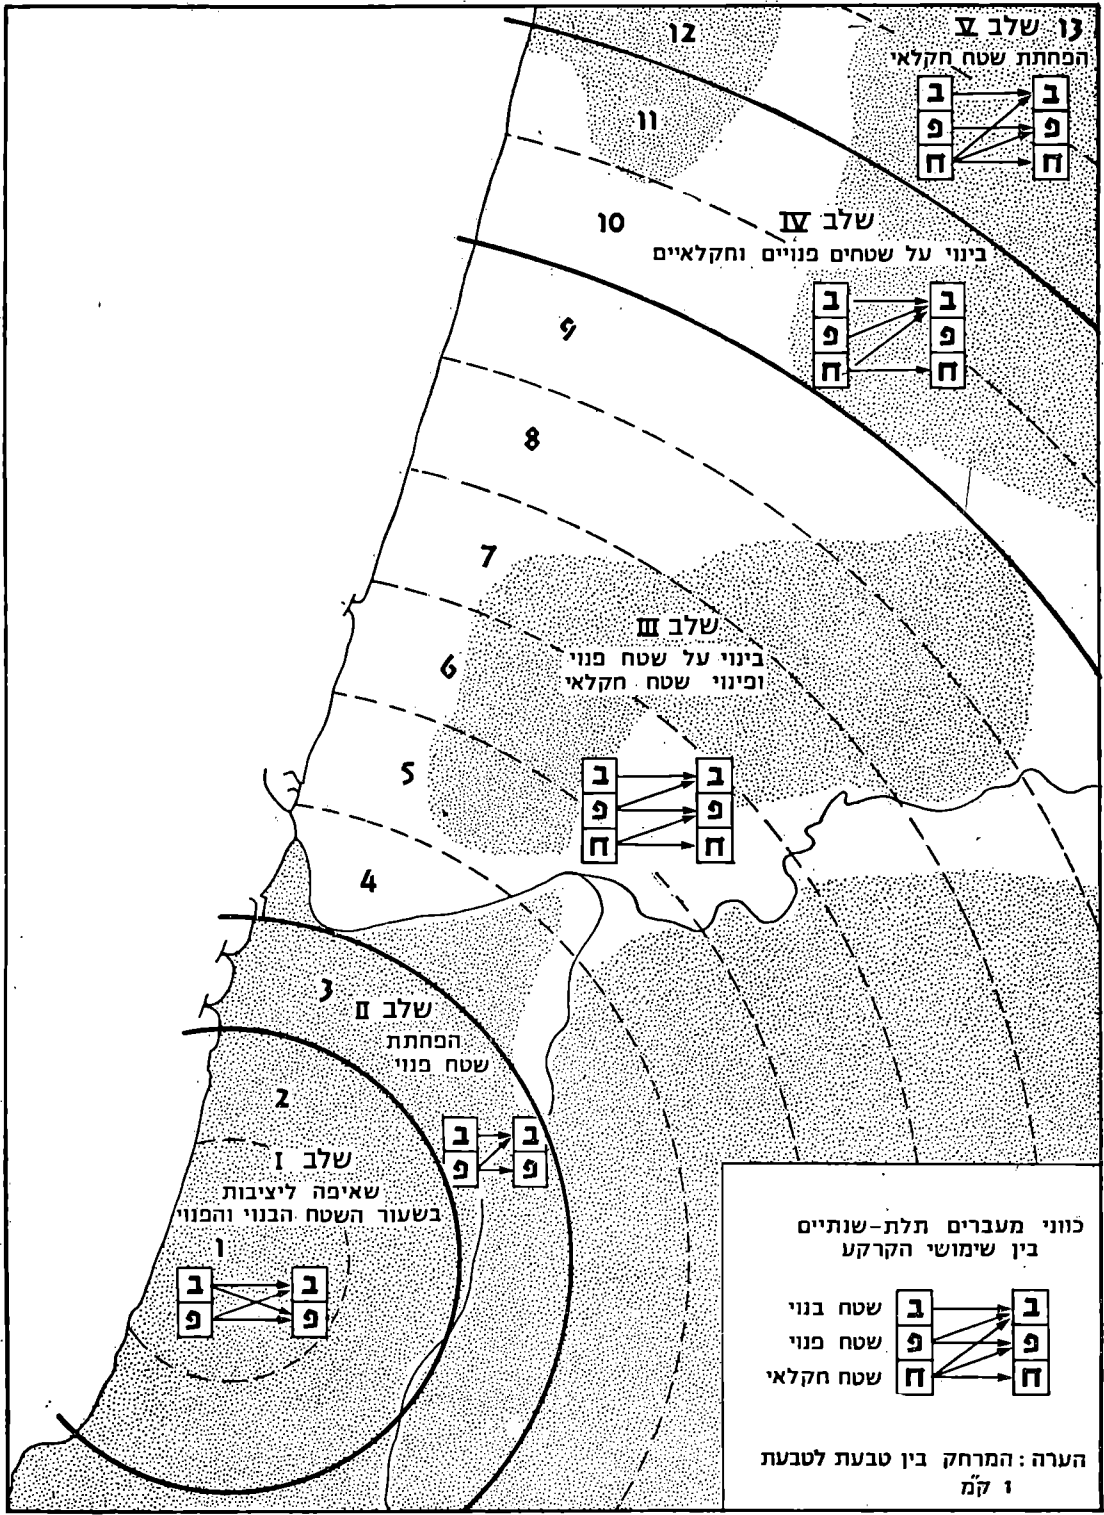 13 שלב V
הפחתת שטח חקלאי
ב ב
פ פ
ח ח
12
11
10
שלב IV
בינוי על שטחים פנויים וחקלאיים
ב ב
פ פ
ח ח
9
8
7
שלב III
בינוי על שטח פנוי
ופינוי שטח חקלאי
6
5
ב ב
פ פ
ח ח
4
3
שלב II
הפחתת
שטח פנוי
ב ב
פ פ
2
שלב I
שאיפה ליציבות
בשעור השטח הבנוי והפנוי
1
ב ב
פ פ
כווני מעברים תלת-שנתיים
בין שימושי הקרקע
שטח בנוי ב ב
שטח פנוי פ פ
שטח חקלאי ח ח
הערה: המרחק בין טבעת לטבעת
1 ק"מ